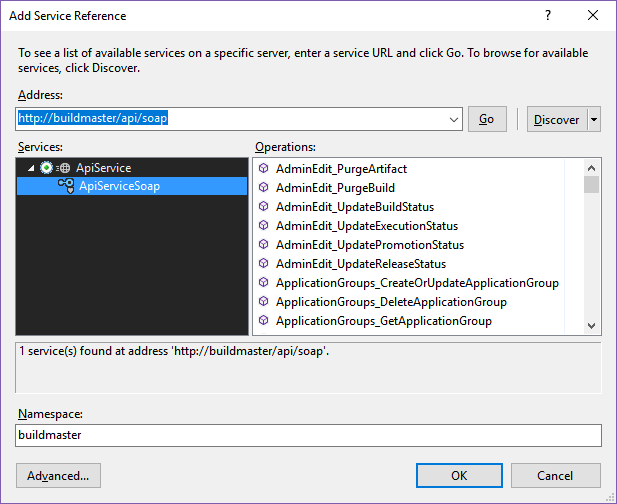 Add Service Reference
?
To see a list of available services on a specific server, enter a service URL and click Go. To browse for available
services, click Discover.
Address:
http://buildmaster/api/soap
Go
Discover
Services:
Operations:
ApiService
ApiServiceSoap
AdminEdit_PurgeArtifact
AdminEdit_PurgeBuild
AdminEdit_UpdateBuildStatus
AdminEdit_UpdateExecutionStatus
AdminEdit_UpdatePromotionStatus
AdminEdit_UpdateReleaseStatus
ApplicationGroups_CreateOrUpdateApplicationGroup
ApplicationGroups_DeleteApplicationGroup
ApplicationGroups_GetApplicationGroup
1 service(s) found at address 'http://buildmaster/api/soap'.
Namespace:
buildmaster
Advanced...
OK
Cancel